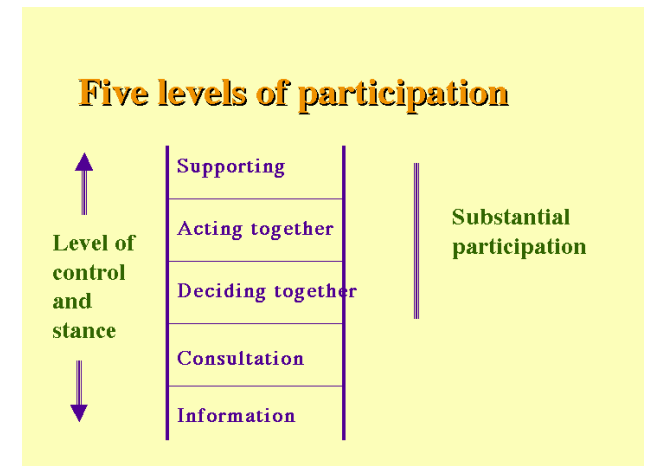 Five levels of participation
Supporting
Acting together
Deciding together
Consultation
Information
Level of
control
and
stance
Substantial
participation